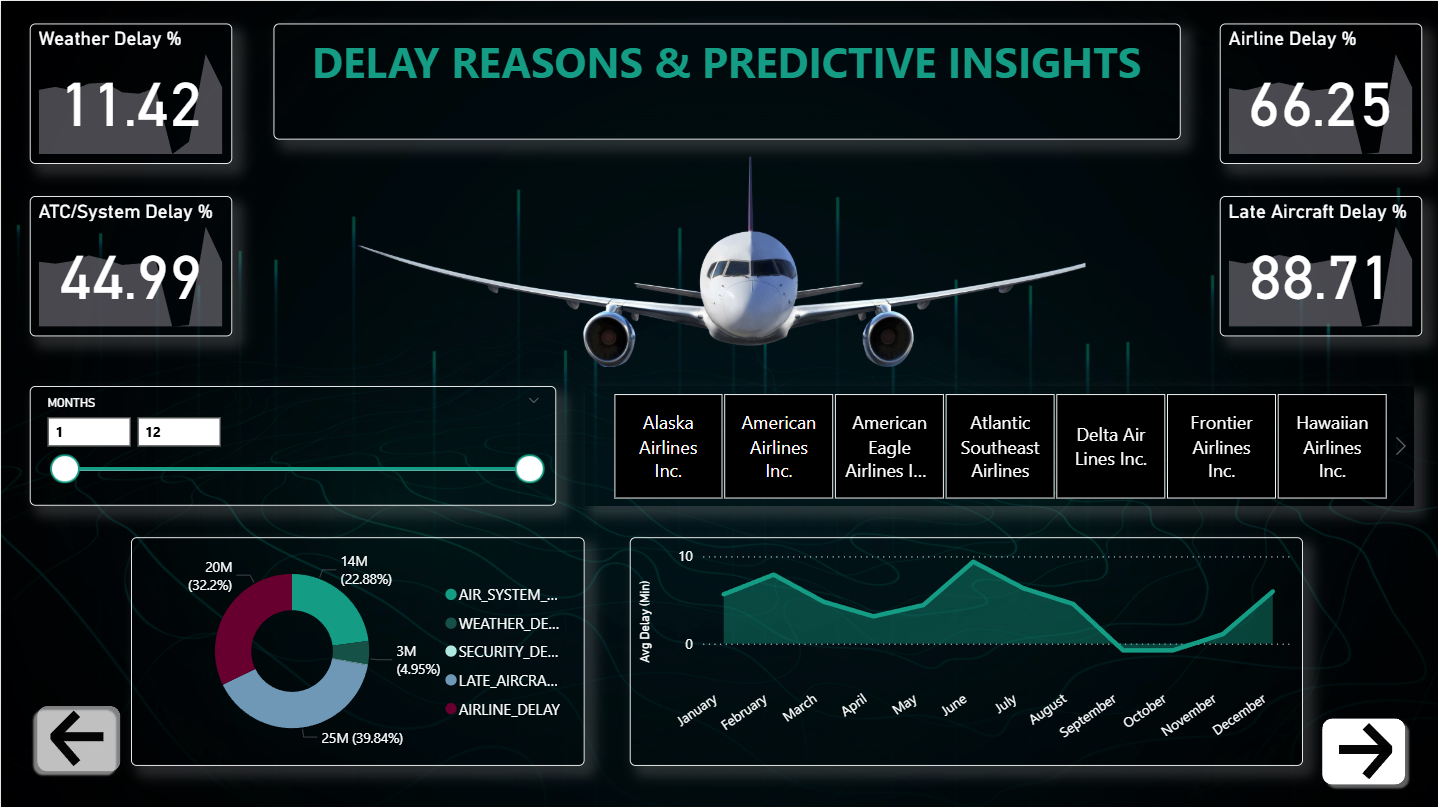 Weather Delay %
11.42
DELAY REASONS & PREDICTIVE INSIGHTS
Airline Delay %
66.25
ATC/System Delay %
44.99
Late Aircraft Delay %
88.71
MONTHS
1
12
Alaska
Airlines
Inc.
American
Airlines
Inc.
American
Eagle
Airlines I...
Atlantic
Southeast
Airlines
Delta Air
Lines Inc.
Frontier
Airlines
Inc.
Hawaiian
Airlines
Inc.
20M
(32.2%)
14M
(22.88%)
3M
(4.95%)
25M (39.84%)
AIR_SYSTEM_...
WEATHER_DE...
SECURITY_DE...
LATE_AIRCRA...
AIRLINE_DELAY
Avg Delay (Min)
10
0
January
February
March
April
May
June
July
August
September
October
November
December